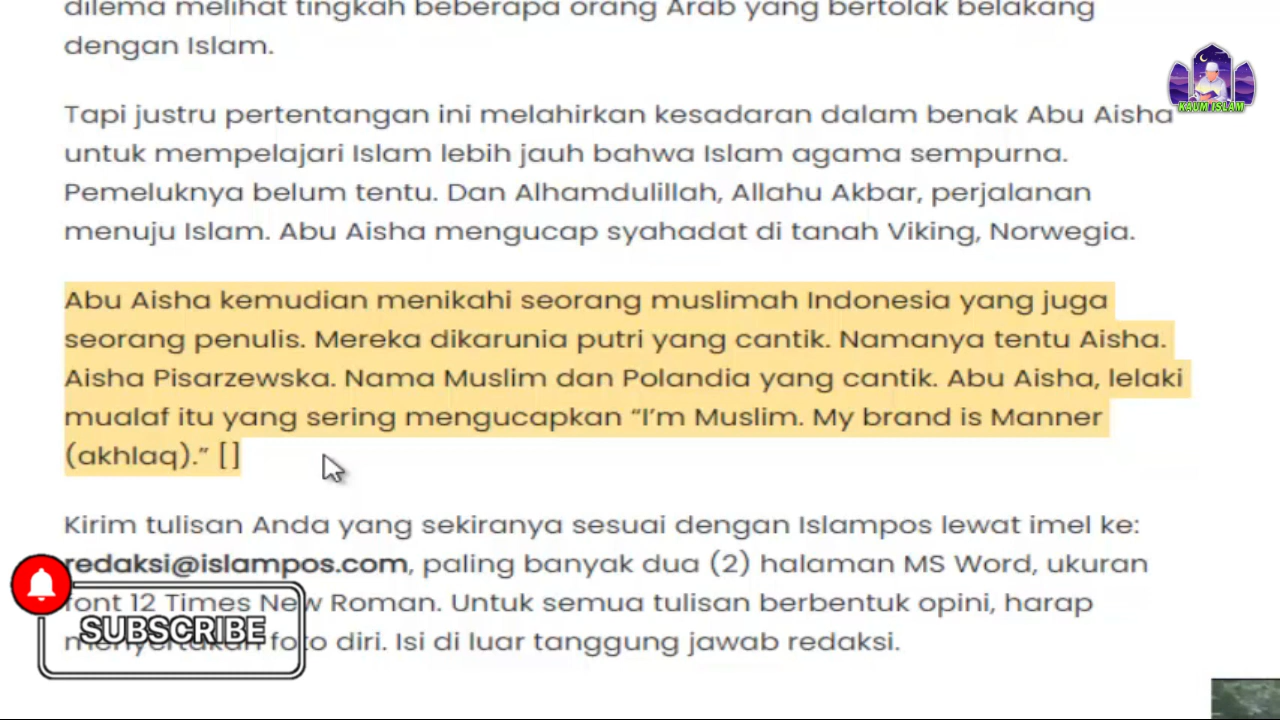 dilema melihat tingkah beberapa orang Arab yang bertolak belakang
dengan Islam.
KAUM ISLAM
Tapi justru pertentangan ini melahirkan kesadaran dalam benak Abu Aisha
untuk mempelajari Islam lebih jauh bahwa Islam agama sempurna.
Pemeluknya belum tentu. Dan Alhamdulillah, Allahu Akbar, perjalanan
menuju Islam. Abu Aisha mengucap syahadat di tanah Viking, Norwegia.
Abu Aisha kemudian menikahi seorang muslimah Indonesia yang juga
seorang penulis. Mereka dikarunia putri yang cantik. Namanya tentu Aisha.
Aisha Pisarzewska. Nama Muslim dan Polandia yang cantik. Abu Aisha, lelaki
mualaf itu yang sering mengucapkan “I’m Muslim. My brand is Manner
(akhlaq).” []
Kirim tulisan Anda yang sekiranya sesuai dengan Islampos lewat imel ke:
redaksi@islampos.com, paling banyak dua (2) halaman MS Word, ukuran
font 12 Times New Roman. Untuk semua tulisan berbentuk opini, harap
SUBSCRIBE
menyertakan foto diri. Isi di luar tanggung jawab redaksi.